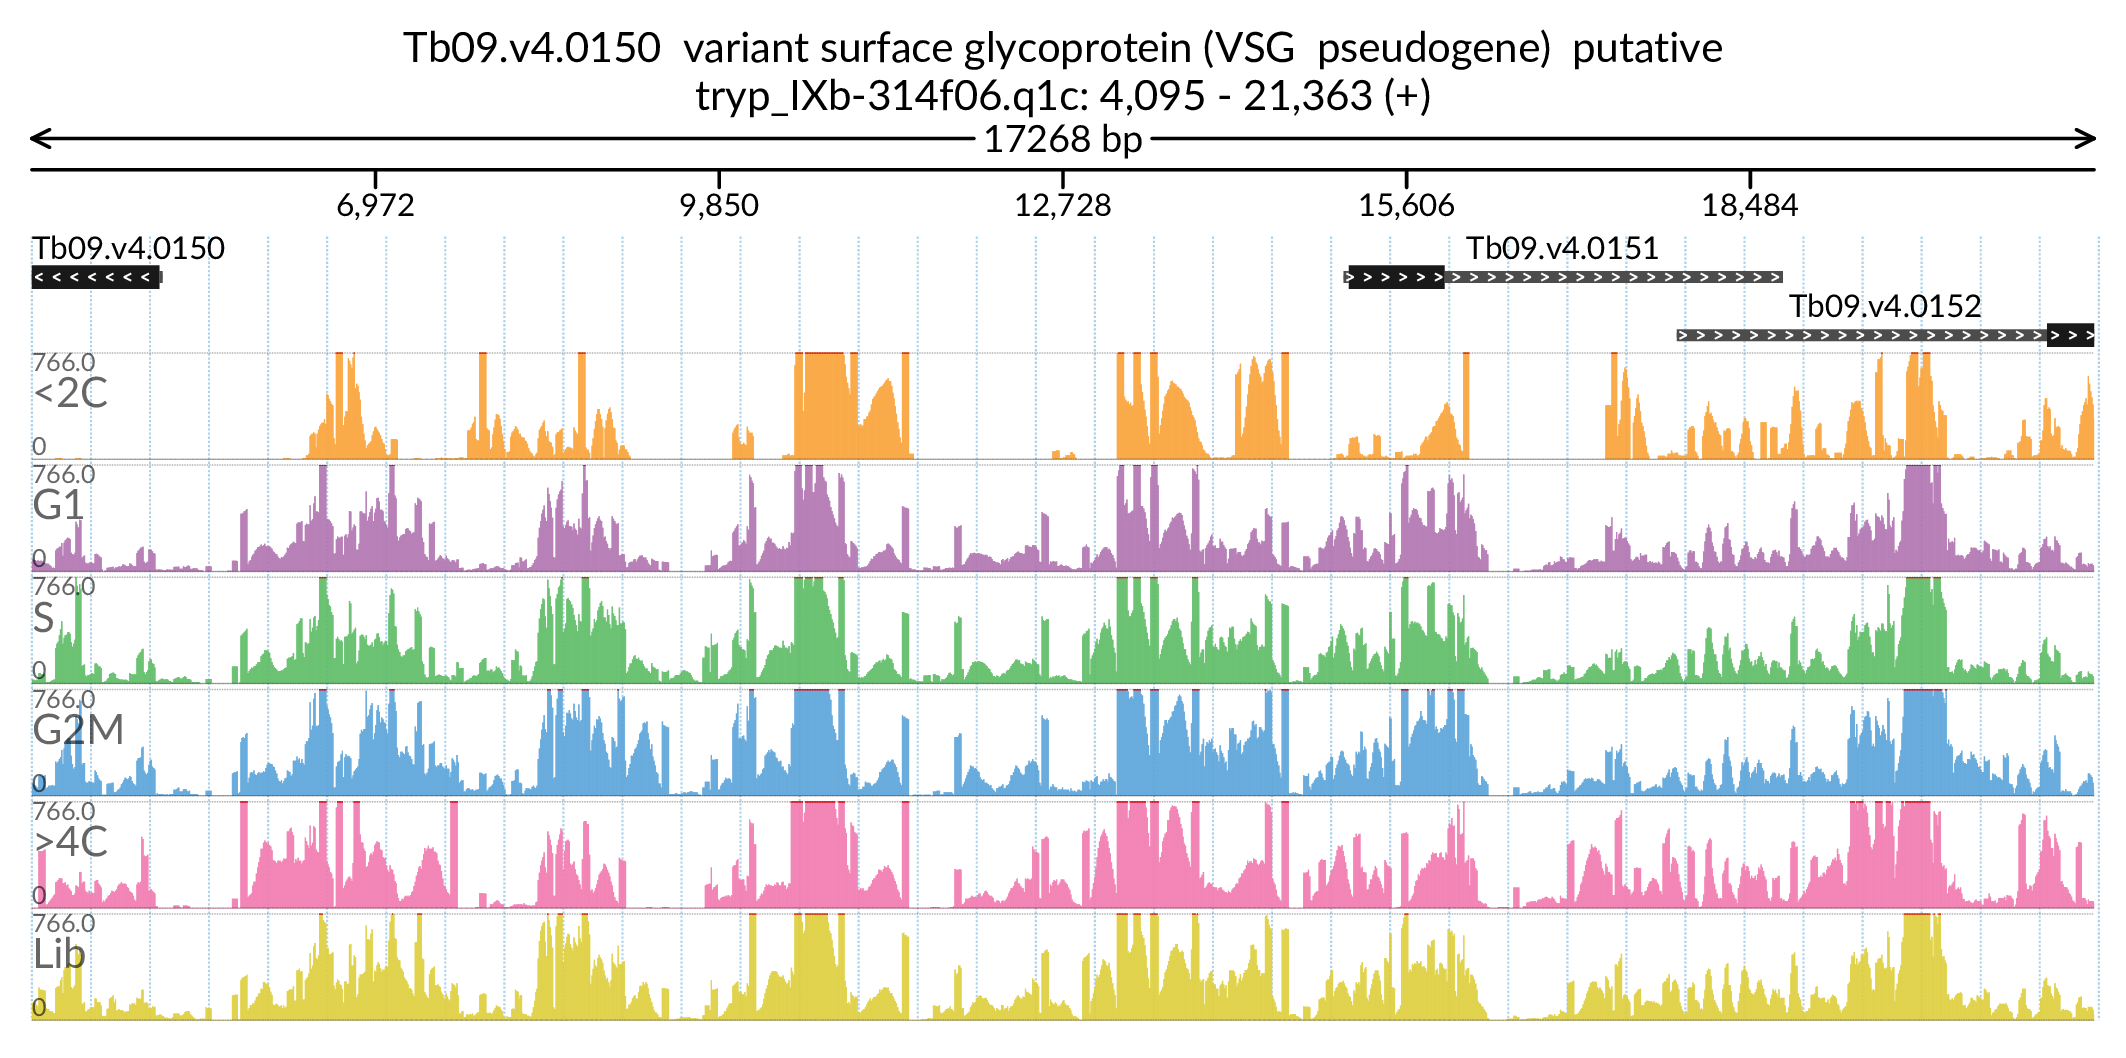 Tb09.v4.0150  variant surface glycoprotein (VSG  pseudogene)  putative
tryp_IXb-314f06.q1c: 4,095 - 21,363 (+)
17268 bp
6,972 9,850 12,728 15,606 18,484
Tb09.v4.0150 Tb09.v4.0151
Tb09.v4.0152
766.0
<2C
0
766.0
G1
0
766.0
S
0
766.0
G2M
0
766.0
>4C
0
766.0
Lib
0